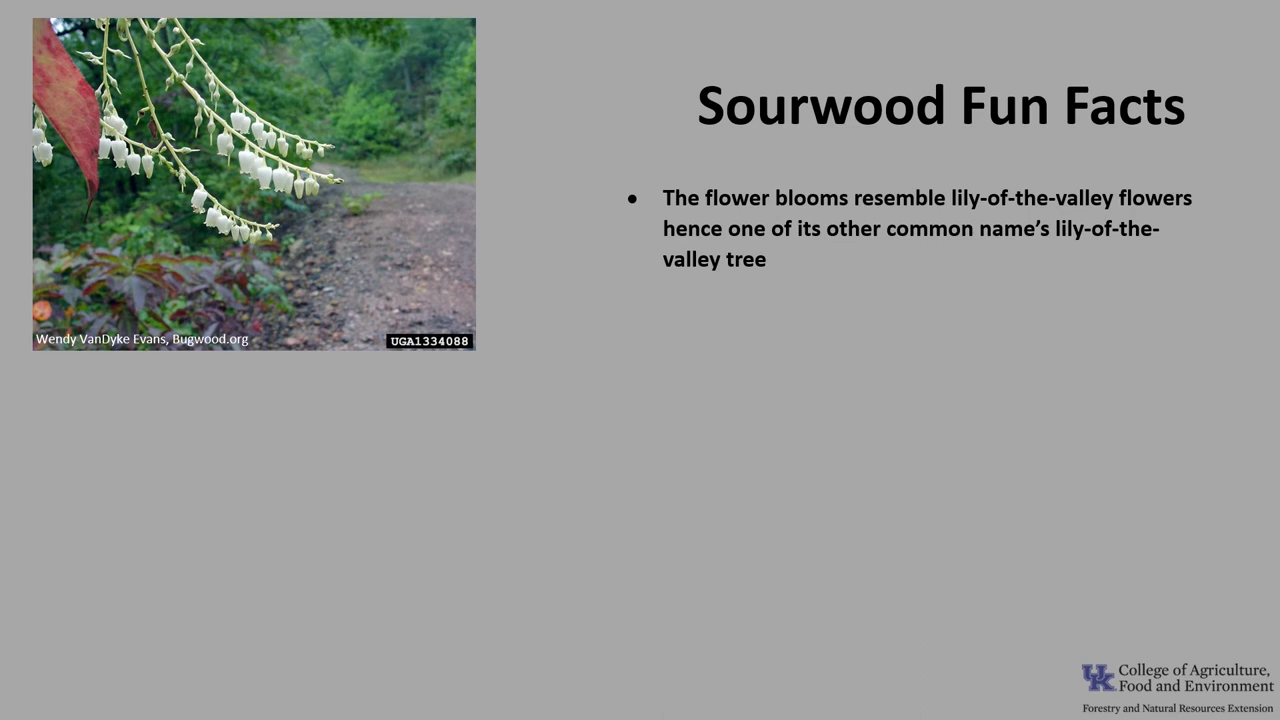 Sourwood Fun Facts
• The flower blooms resemble lily-of-the-valley flowers
hence one of its other common name’s lily-of-the-
valley tree
Wendy VanDyke Evans, Bugwood.org
UGA1334088
UK College of Agriculture,
Food and Environment
Forestry and Natural Resources Extension